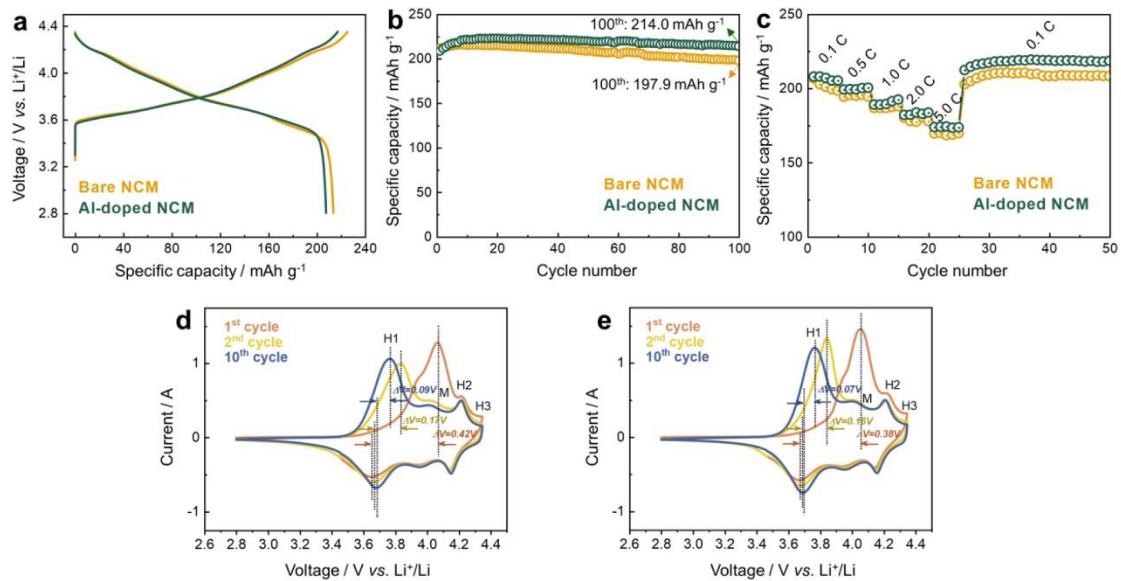 a
4.4
4.0
3.6
3.2
2.8
Voltage / V vs. Li⁺/Li
Bare NCM
Al-doped NCM
0 40 80 120 160 200 240
Specific capacity / mAh g⁻¹
b
250
200
150
100
50
0
Specific capacity / mAh g⁻¹
100ᵗʰ: 214.0 mAh g⁻¹
100ᵗʰ: 197.9 mAh g⁻¹
Bare NCM
Al-doped NCM
0 20 40 60 80 100
Cycle number
c
250
200
150
100
Specific capacity / mAh g⁻¹
0.1 C
0.5 C
1.0 C
2.0 C
5.0 C
0.1 C
Bare NCM
Al-doped NCM
0 10 20 30 40 50
Cycle number
d
1ˢᵗ cycle
2ⁿᵈ cycle
10ᵗʰ cycle
H1
M
H2
H3
ΔV=0.09V
ΔV=0.17V
ΔV=0.42V
1
0
-1
Current / A
2.6 2.8 3.0 3.2 3.4 3.6 3.8 4.0 4.2 4.4
Voltage / V vs. Li⁺/Li
e
1ˢᵗ cycle
2ⁿᵈ cycle
10ᵗʰ cycle
H1
M
H2
H3
ΔV=0.07V
ΔV=0.16V
ΔV=0.38V
1
0
-1
Current / A
2.6 2.8 3.0 3.2 3.4 3.6 3.8 4.0 4.2 4.4
Voltage / V vs. Li⁺/Li